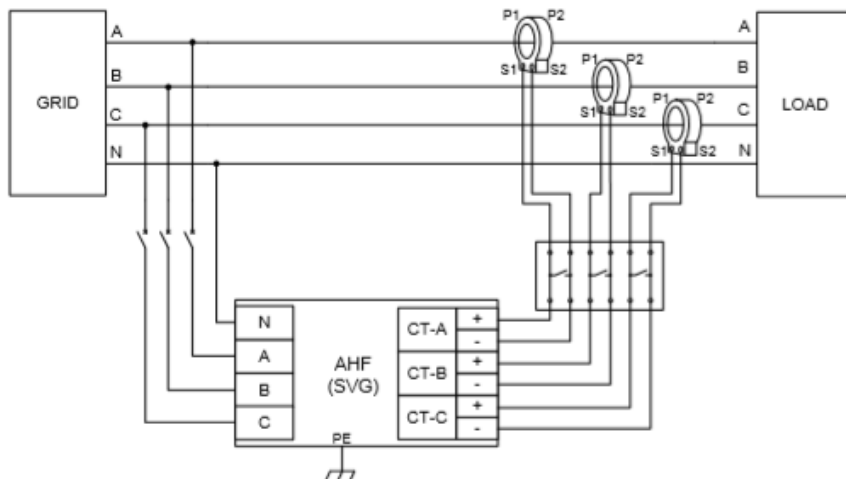 A P1 P2 A
B P1 P2 B
S1 S2
GRID C P1 P2 C LOAD
S1 S2
N S1 S2 N
N CT-A +
-
A AHF
(SVG) CT-B +
B -
C CT-C +
-
PE